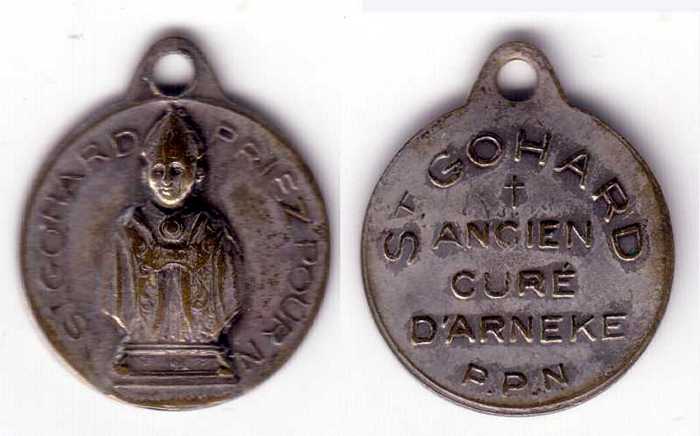 ST GOHARD PRIEZ POUR N
ST GOHARD
ANCIEN
CURÉ
D'ARNEKE
P.P.N